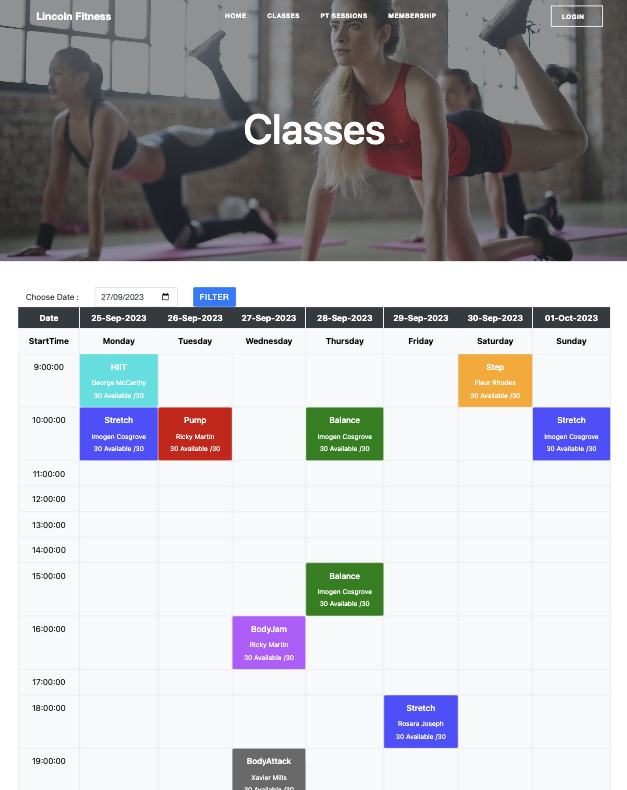 Lincoln Fitness
HOME CLASSES PT SESSIONS MEMBERSHIP
LOGIN
Classes
Choose Date : 27/09/2023 FILTER
Date 25-Sep-2023 26-Sep-2023 27-Sep-2023 28-Sep-2023 29-Sep-2023 30-Sep-2023 01-Oct-2023
StartTime Monday Tuesday Wednesday Thursday Friday Saturday Sunday
9:00:00
HIIT
George McCarthy
30 Available /30
Step
Fleur Rhodes
30 Available /30
10:00:00
Stretch
Imogen Cosgrove
30 Available /30
Pump
Ricky Martin
30 Available /30
Balance
Imogen Cosgrove
30 Available /30
Stretch
Imogen Cosgrove
30 Available /30
11:00:00
12:00:00
13:00:00
14:00:00
15:00:00
Balance
Imogen Cosgrove
30 Available /30
16:00:00
BodyJam
Ricky Martin
30 Available /30
17:00:00
18:00:00
Stretch
Rosara Joseph
30 Available /30
19:00:00
BodyAttack
Xavier Mills
30 Available /30